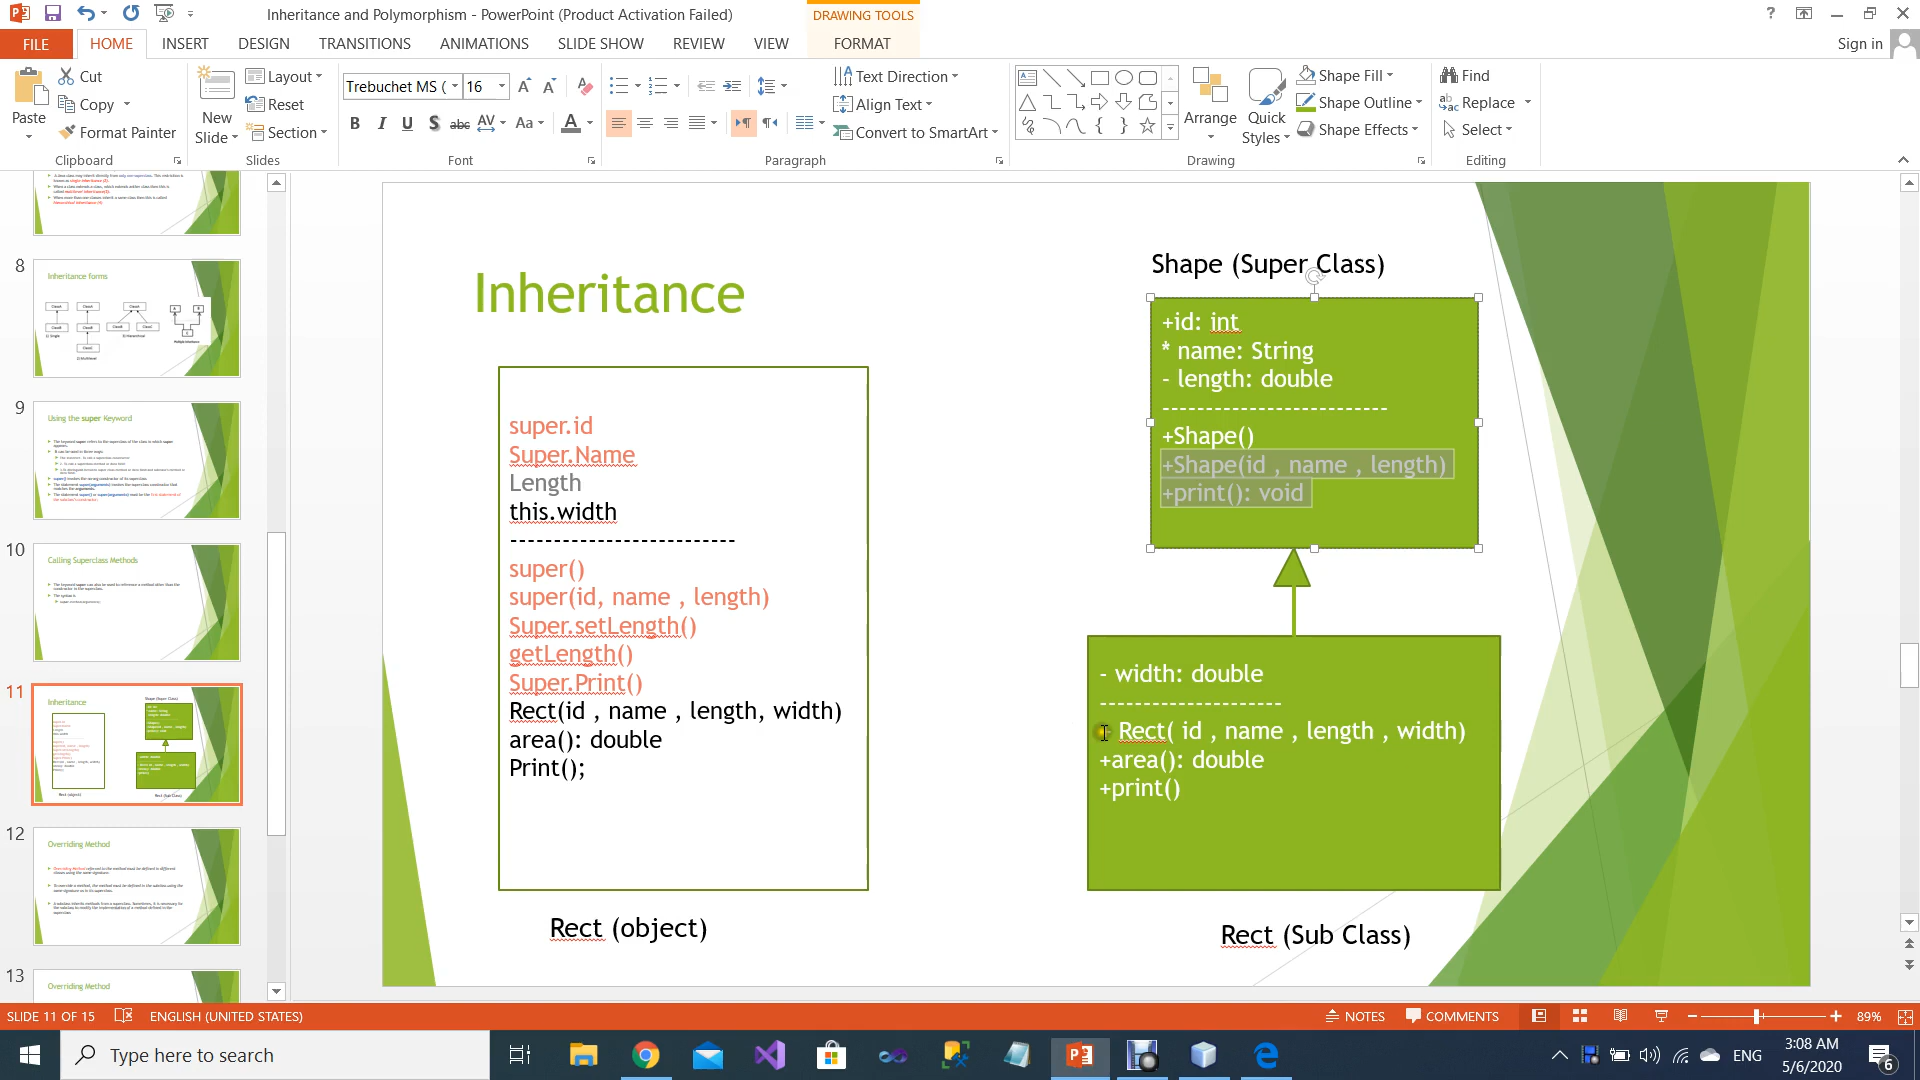 Inheritance and Polymorphism - PowerPoint (Product Activation Failed)
DRAWING TOOLS
FILE
HOME
INSERT
DESIGN
TRANSITIONS
ANIMATIONS
SLIDE SHOW
REVIEW
VIEW
FORMAT
Sign in
Paste
Cut
Copy
Format Painter
Clipboard
New Slide
Layout
Reset
Section
Slides
Trebuchet MS (
16
Font
Text Direction
Align Text
Convert to SmartArt
Paragraph
Arrange
Quick Styles
Shape Fill
Shape Outline
Shape Effects
Drawing
Find
Replace
Select
Editing
8
Inheritance forms
9
Using the super Keyword
10
Calling Superclass Methods
11
Inheritance
12
Overriding Method
13
Overriding Method
Inheritance
super.id
Super.Name
Length
this.width
--------------------------
super()
super(id, name , length)
Super.setLength()
getLength()
Super.Print()
Rect(id , name , length, width)
area(): double
Print();
Rect (object)
Shape (Super Class)
+id: int
* name: String
- length: double
--------------------------
+Shape()
+Shape(id , name , length)
+print(): void
- width: double
---------------------
Rect( id , name , length , width)
+area(): double
+print()
Rect (Sub Class)
SLIDE 11 OF 15
ENGLISH (UNITED STATES)
NOTES
COMMENTS
89%
Type here to search
ENG
3:08 AM
5/6/2020
6